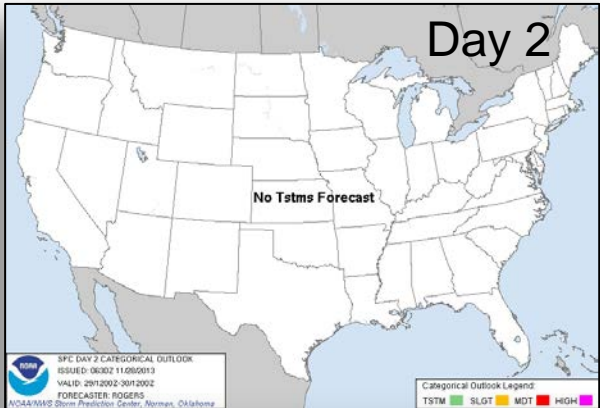 Day 2
No Tstms Forecast
NOAA
SPC DAY 2 CATEGORICAL OUTLOOK
ISSUED: 0630Z 11/28/2013
VALID: 29/1200Z-30/1200Z
FORECASTER: ROGERS
NOAA/NWS Storm Prediction Center, Norman, Oklahoma
Categorical Outlook Legend:
TSTM SLGT MDT HIGH